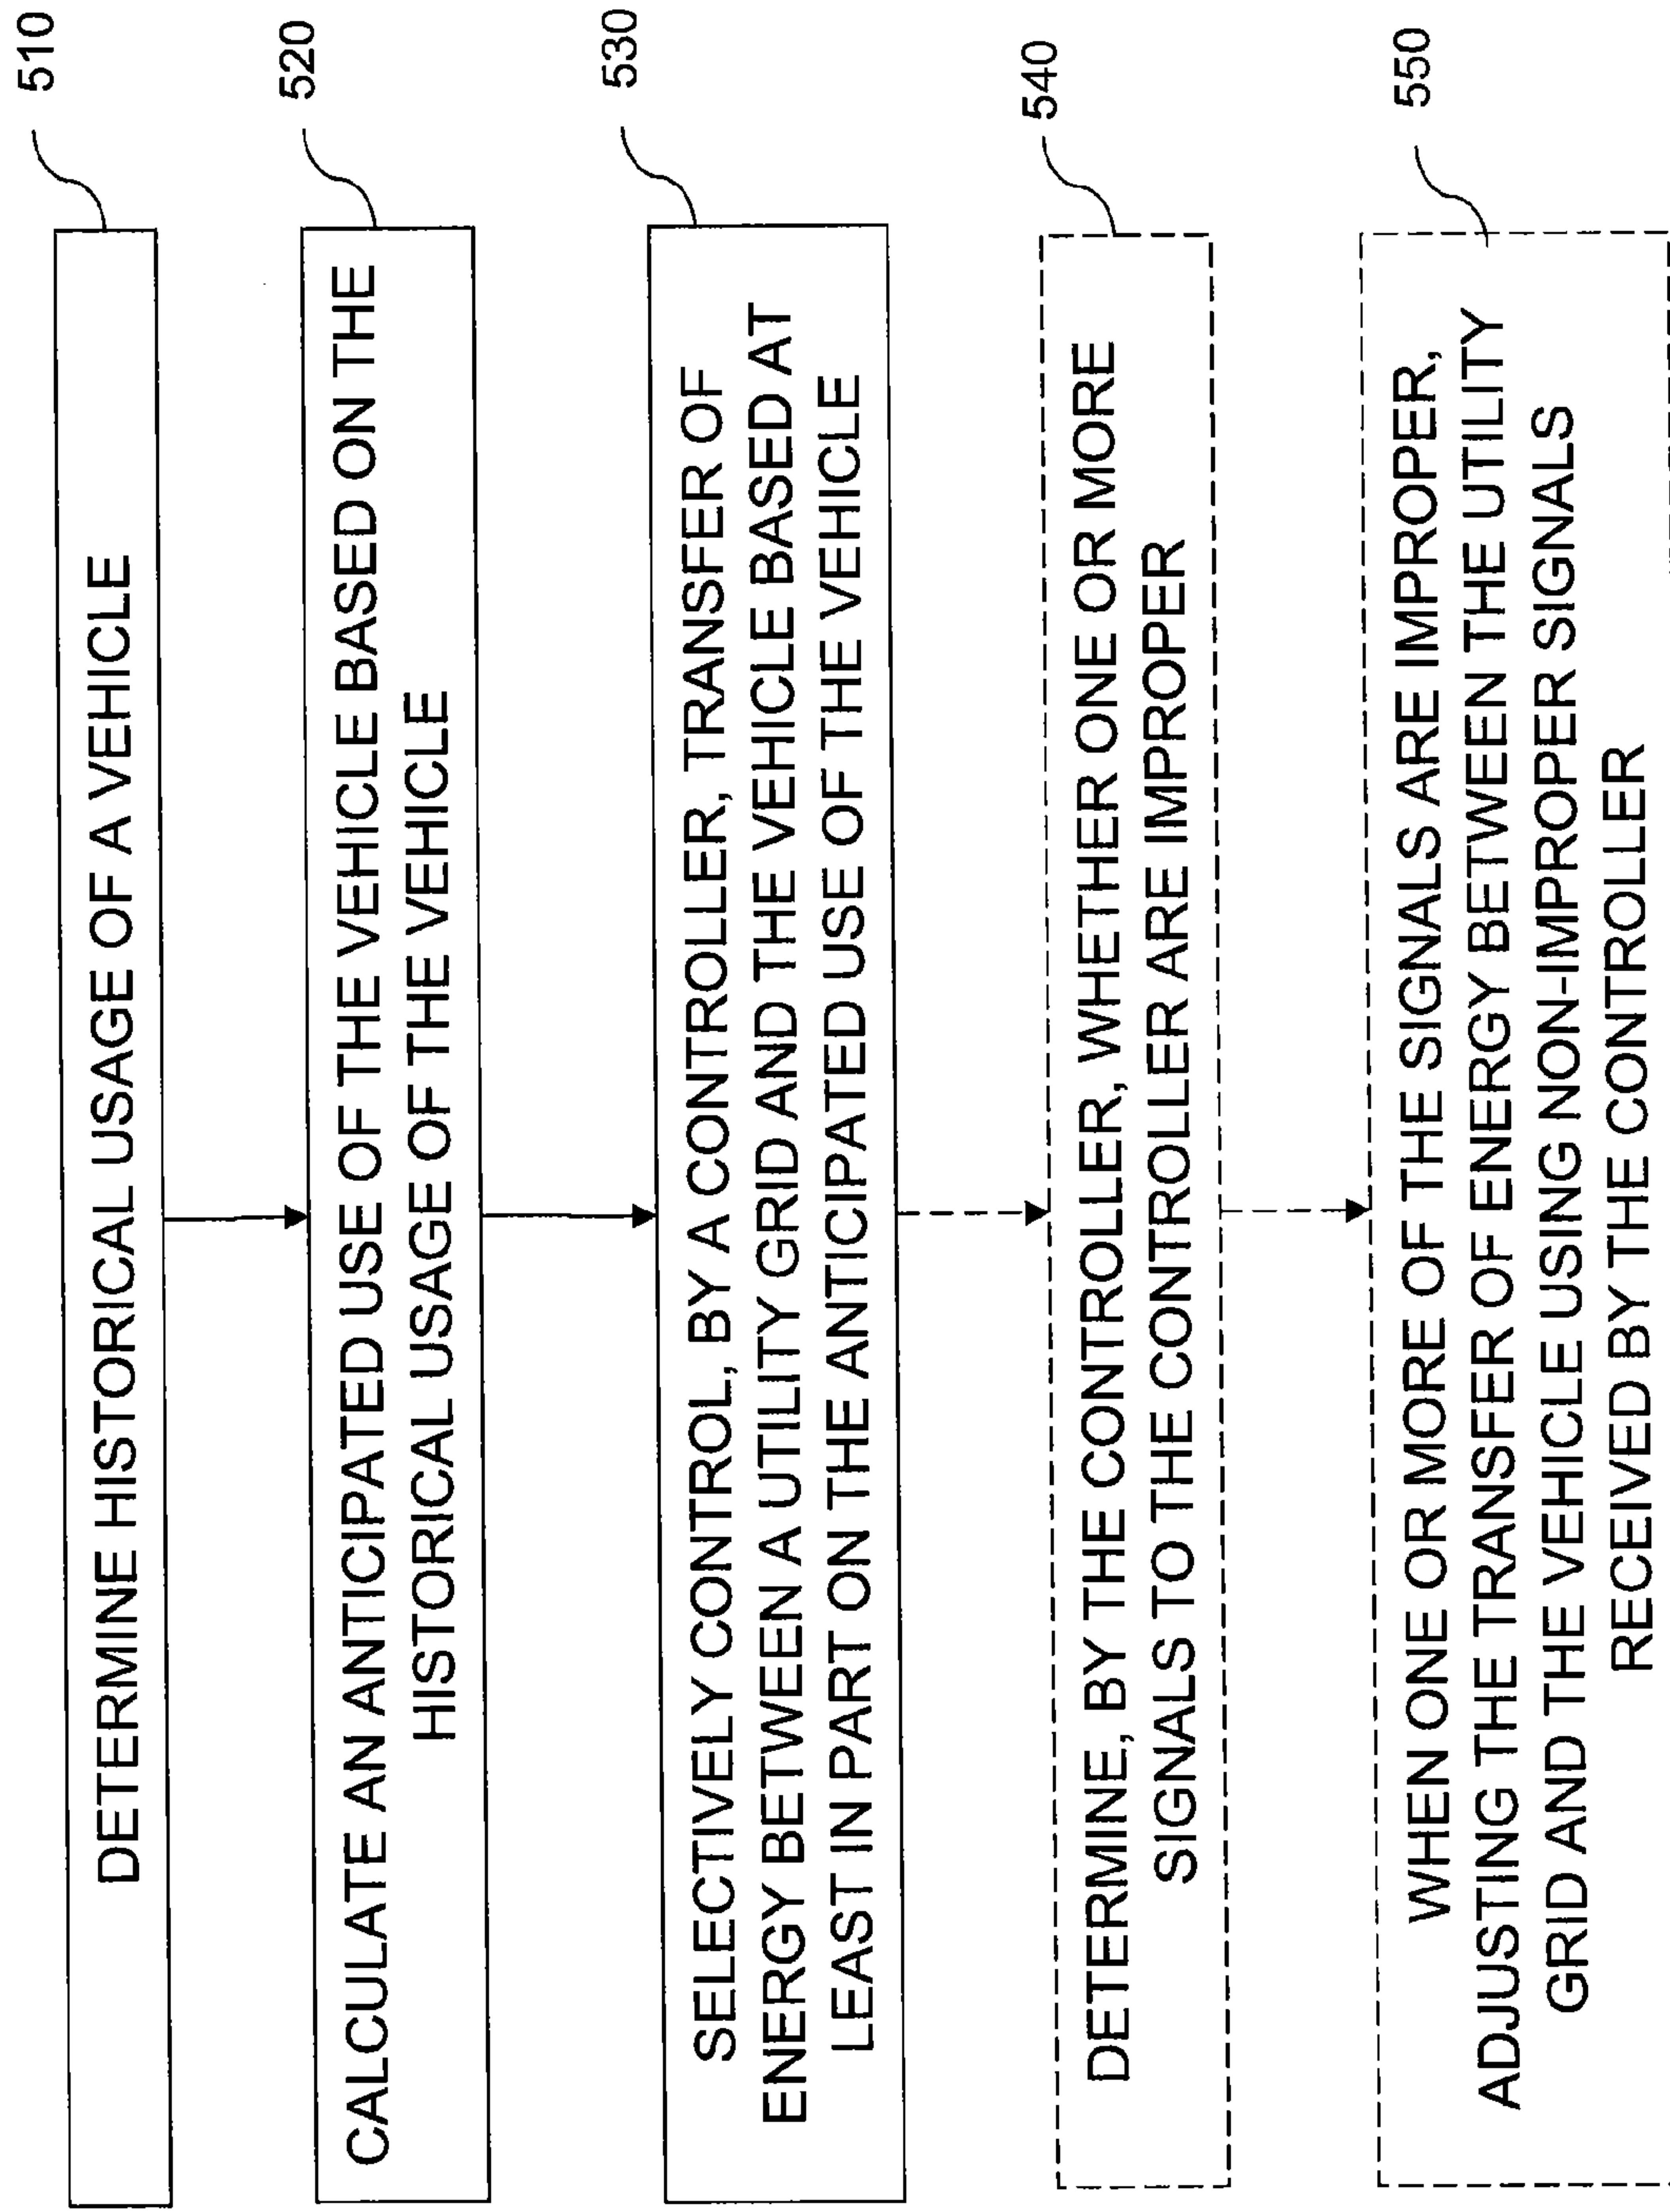 510
DETERMINE HISTORICAL USAGE OF A VEHICLE
520
CALCULATE AN ANTICIPATED USE OF THE VEHICLE BASED ON THE
HISTORICAL USAGE OF THE VEHICLE
530
SELECTIVELY CONTROL, BY A CONTROLLER, TRANSFER OF
ENERGY BETWEEN A UTILITY GRID AND THE VEHICLE BASED AT
LEAST IN PART ON THE ANTICIPATED USE OF THE VEHICLE
540
DETERMINE, BY THE CONTROLLER, WHETHER ONE OR MORE
SIGNALS TO THE CONTROLLER ARE IMPROPER
550
WHEN ONE OR MORE OF THE SIGNALS ARE IMPROPER,
ADJUSTING THE TRANSFER OF ENERGY BETWEEN THE UTILITY
GRID AND THE VEHICLE USING NON-IMPROPER SIGNALS
RECEIVED BY THE CONTROLLER